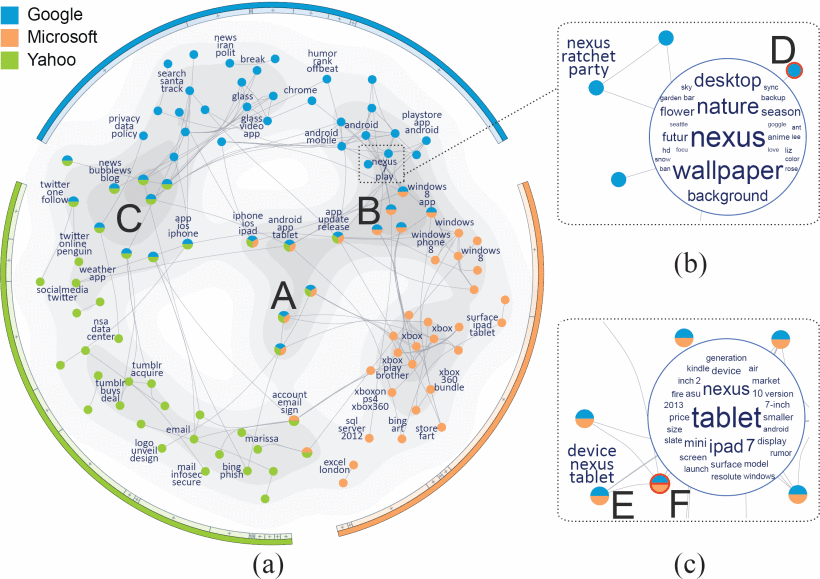 Google
Microsoft
Yahoo
news
iran
polit
break
humor
rank
offbeat
search
santa
track
glass
chrome
privacy
data
policy
glass
video
app
android
mobile
android
playstore
app
android
nexus
7
play
news
bubblews
blog
twitter
one
follow
C
app
ios
iphone
iphone
ios
ipad
android
app
tablet
app
update
release
B
windows
8
app
windows
windows
phone
8
windows
8
twitter
online
penguin
weather
app
socialmedia
twitter
A
nsa
data
center
xbox
xbox
surface
ipad
tablet
xbox
play
brother
xbox
360
bundle
tumblr
acquire
tumblr
buys
deal
account
email
sign
xboxon
ps4
xbox360
email
marissa
logo
unveil
design
sql
server
2012
bing
art
store
fart
mail
infosec
secure
bing
phish
excel
london
(a)
nexus
ratchet
party
D
sky
desktop
sync
garden
bar
nature
backup
flower
season
seattle
goggle
ant
futur
nexus
anime
lee
hd
focu
love
liz
snow
wallpaper
color
ban
rose
background
(b)
generation
kindle
device
air
inch
2
nexus
market
fire
asu
10
version
2013
7-inch
price
tablet
smaller
size
android
slate
mini
ipad
7
display
screen
rumor
launch
surface
model
resolute
windows
device
nexus
tablet
E
F
(c)